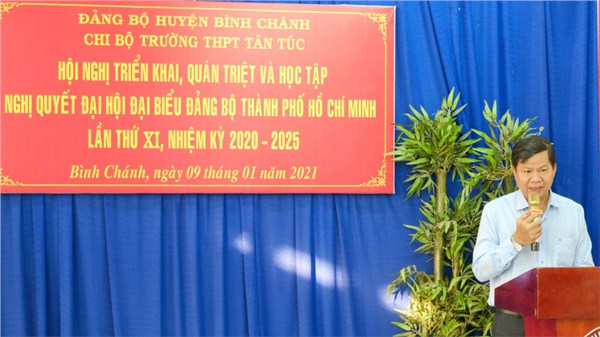 ĐẢNG BỘ HUYỆN BÌNH CHÁNH
CHI BỘ TRƯỜNG THPT TÂN TÚC
HỘI NGHỊ TRIỂN KHAI, QUÁN TRIỆT VÀ HỌC TẬP
NGHỊ QUYẾT ĐẠI HỘI ĐẠI BIỂU ĐẢNG BỘ THÀNH PHỐ HỒ CHÍ MINH
LẦN THỨ XI, NHIỆM KỲ 2020 - 2025
Bình Chánh, ngày 09 tháng 01 năm 2021